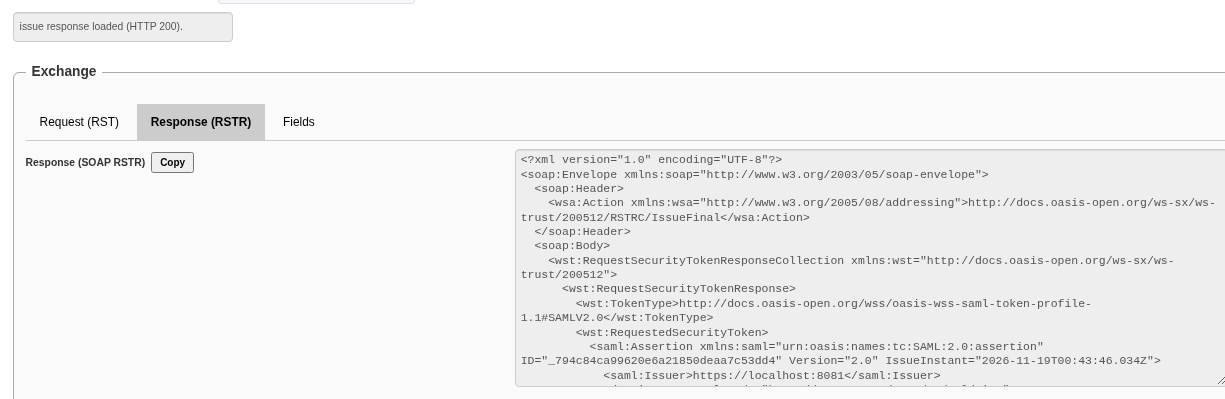 issue response loaded (HTTP 200).
Exchange
Request (RST) Response (RSTR) Fields
Response (SOAP RSTR) Copy
<?xml version="1.0" encoding="UTF-8"?>
<soap:Envelope xmlns:soap="http://www.w3.org/2003/05/soap-envelope">
  <soap:Header>
    <wsa:Action xmlns:wsa="http://www.w3.org/2005/08/addressing">http://docs.oasis-open.org/ws-sx/ws-
trust/200512/RSTRC/IssueFinal</wsa:Action>
  </soap:Header>
  <soap:Body>
    <wst:RequestSecurityTokenResponseCollection xmlns:wst="http://docs.oasis-open.org/ws-sx/ws-
trust/200512">
      <wst:RequestSecurityTokenResponse>
        <wst:TokenType>http://docs.oasis-open.org/wss/oasis-wss-saml-token-profile-
1.1#SAMLV2.0</wst:TokenType>
        <wst:RequestedSecurityToken>
          <saml:Assertion xmlns:saml="urn:oasis:names:tc:SAML:2.0:assertion"
ID="_794c84ca99620e6a21850deaa7c53dd4" Version="2.0" IssueInstant="2026-11-19T00:43:46.034Z">
            <saml:Issuer>https://localhost:8081</saml:Issuer>